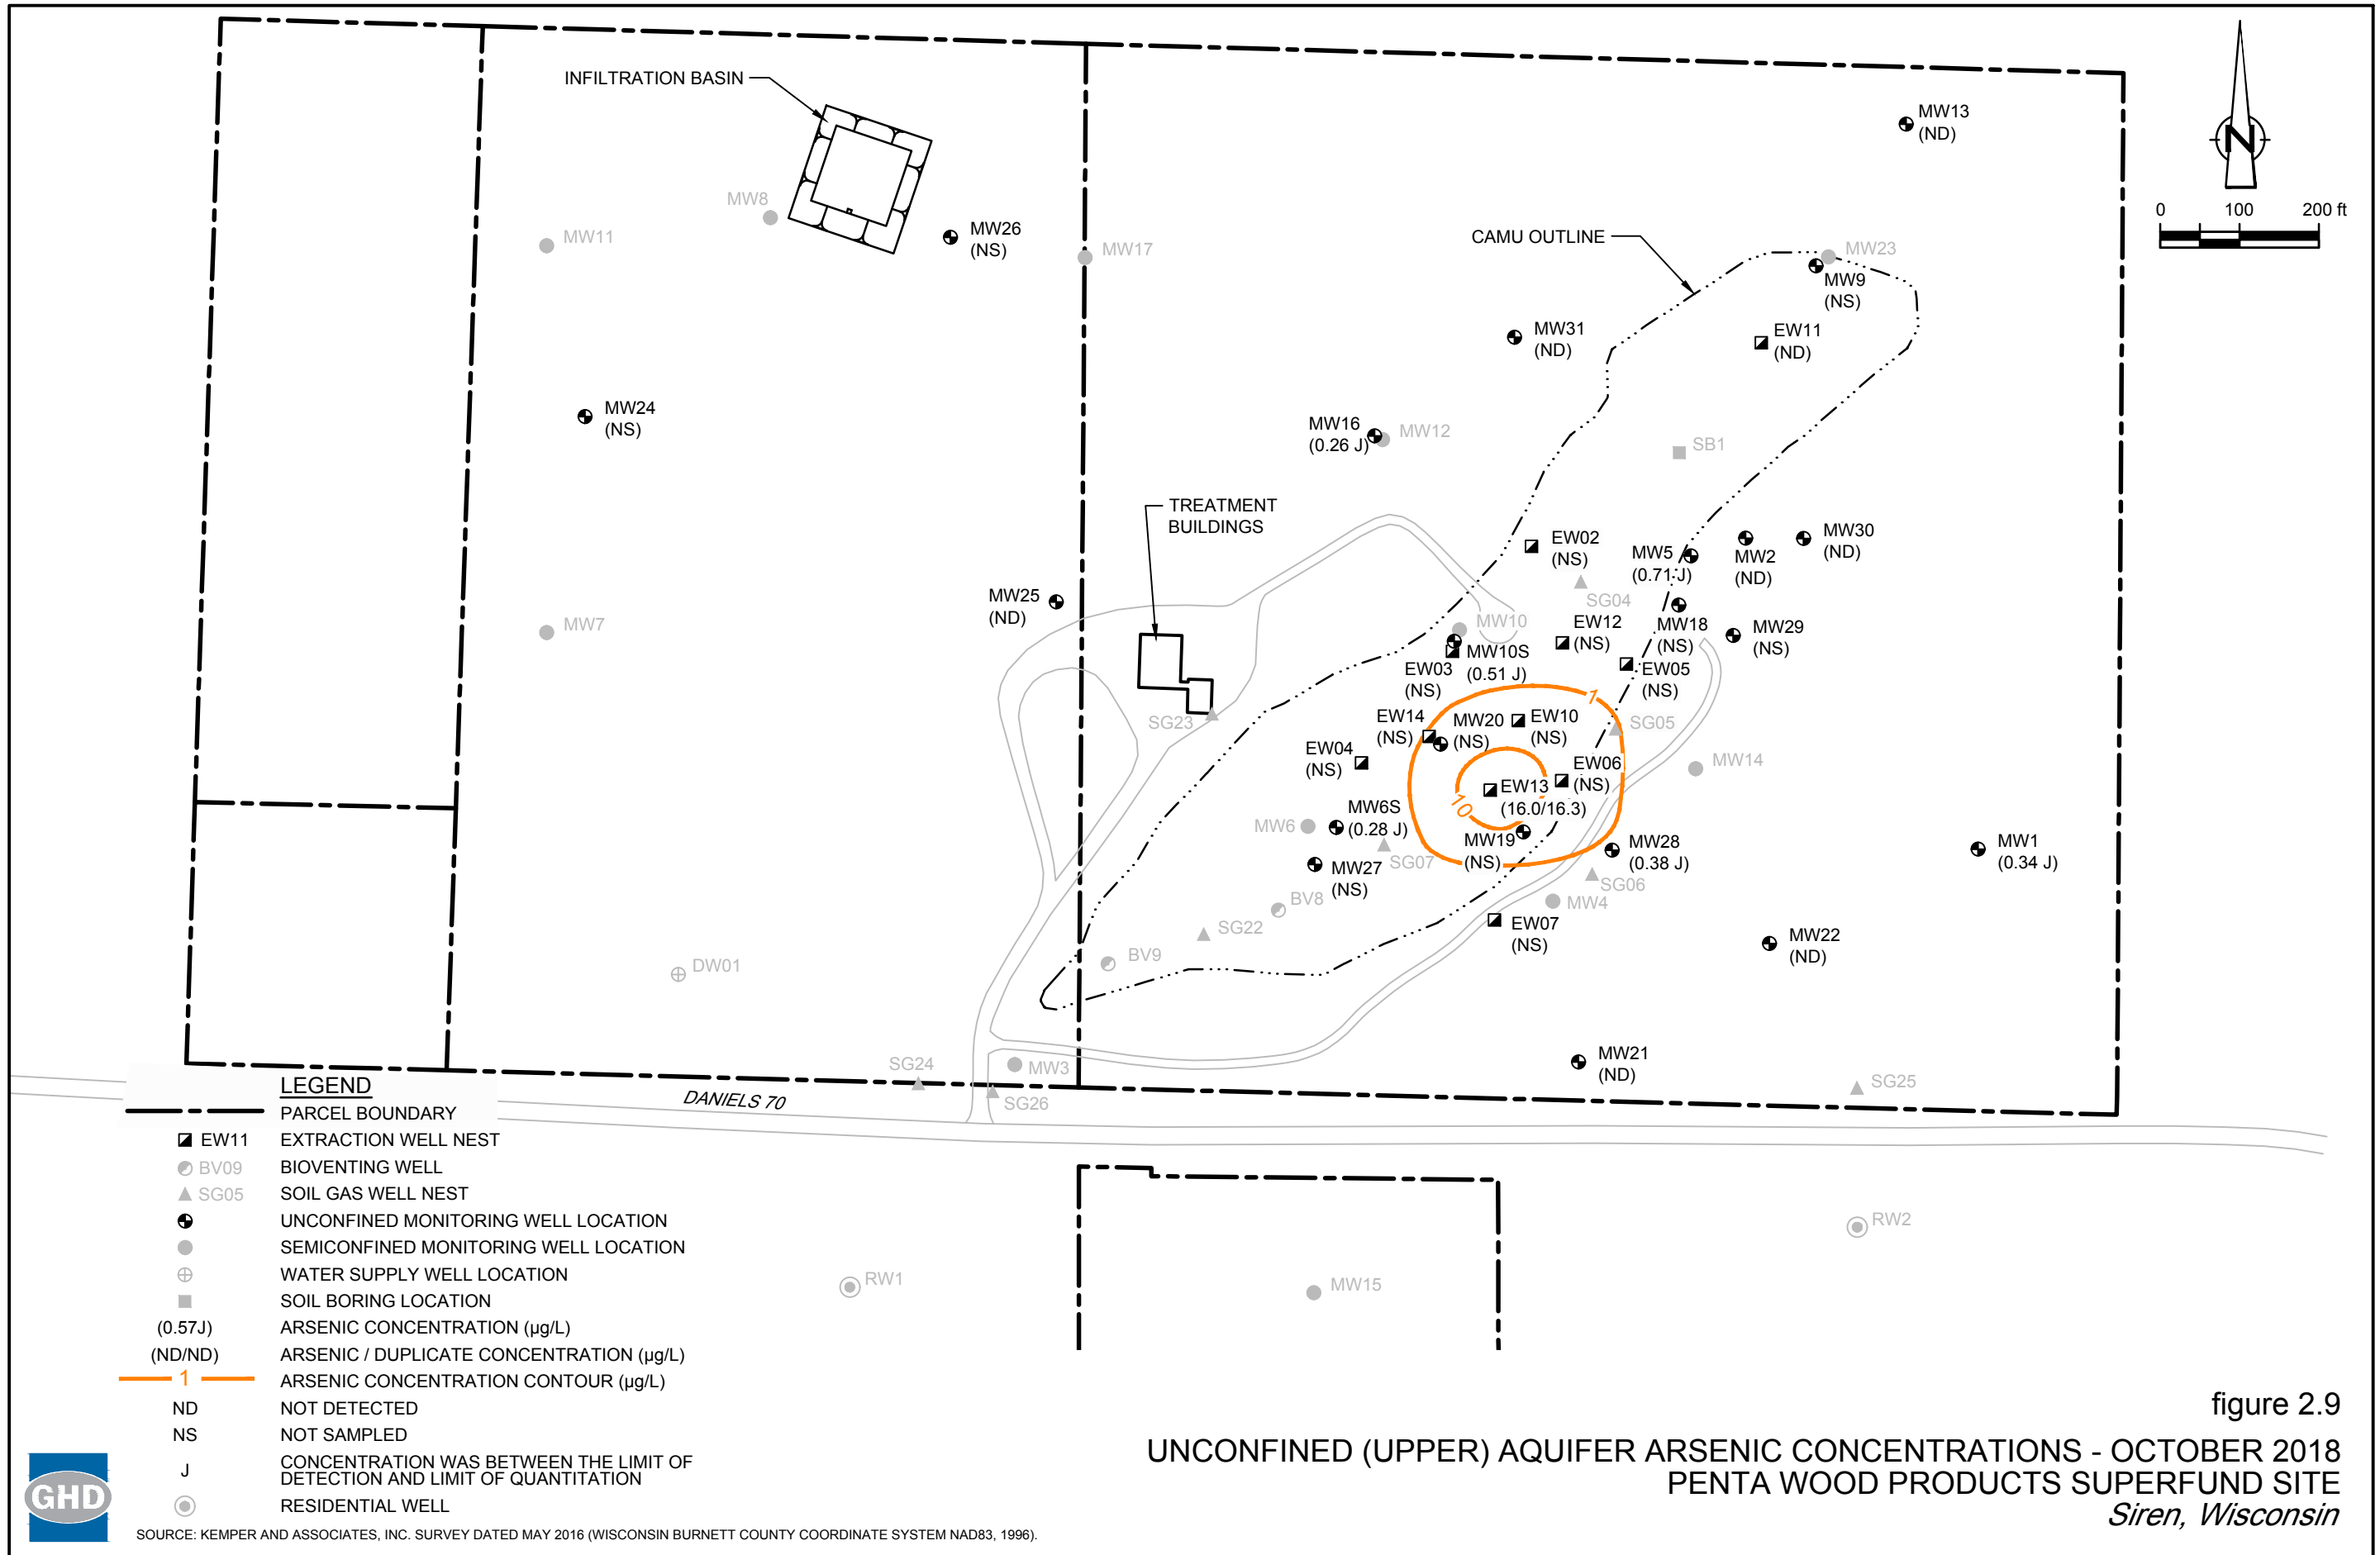 INFILTRATION BASIN
MW13
(ND)
N
0 100 200 ft
MW8
MW11
MW26
(NS)
MW17
CAMU OUTLINE
MW23
MW9
(NS)
MW31
(ND)
EW11
(ND)
MW24
(NS)
MW16
(0.26 J)
MW12
SB1
TREATMENT
BUILDINGS
EW02
(NS)
MW5
(0.71 J)
MW2
(ND)
MW30
(ND)
SG04
MW25
(ND)
MW7
MW10
EW12
(NS)
MW18
(NS)
MW29
(NS)
MW10S
(0.51 J)
EW03
(NS)
EW05
(NS)
1
SG23
EW14
(NS)
MW20
(NS)
EW10
(NS)
SG05
EW04
(NS)
EW06
(NS)
MW14
EW13
(16.0/16.3)
10
MW6
MW6S
(0.28 J)
MW19
(NS)
MW28
(0.38 J)
MW1
(0.34 J)
SG07
MW27
(NS)
SG06
BV8
MW4
SG22
EW07
(NS)
MW22
(ND)
BV9
DW01
MW21
(ND)
SG24
MW3
SG26
SG25
DANIELS 70
RW2
RW1
MW15
LEGEND
PARCEL BOUNDARY
EW11 EXTRACTION WELL NEST
BV09 BIOVENTING WELL
SG05 SOIL GAS WELL NEST
UNCONFINED MONITORING WELL LOCATION
SEMICONFINED MONITORING WELL LOCATION
WATER SUPPLY WELL LOCATION
SOIL BORING LOCATION
(0.57J) ARSENIC CONCENTRATION (µg/L)
(ND/ND) ARSENIC / DUPLICATE CONCENTRATION (µg/L)
1 ARSENIC CONCENTRATION CONTOUR (µg/L)
ND NOT DETECTED
NS NOT SAMPLED
J CONCENTRATION WAS BETWEEN THE LIMIT OF
DETECTION AND LIMIT OF QUANTITATION
RESIDENTIAL WELL
GHD
SOURCE: KEMPER AND ASSOCIATES, INC. SURVEY DATED MAY 2016 (WISCONSIN BURNETT COUNTY COORDINATE SYSTEM NAD83, 1996).
figure 2.9
UNCONFINED (UPPER) AQUIFER ARSENIC CONCENTRATIONS - OCTOBER 2018
PENTA WOOD PRODUCTS SUPERFUND SITE
Siren, Wisconsin